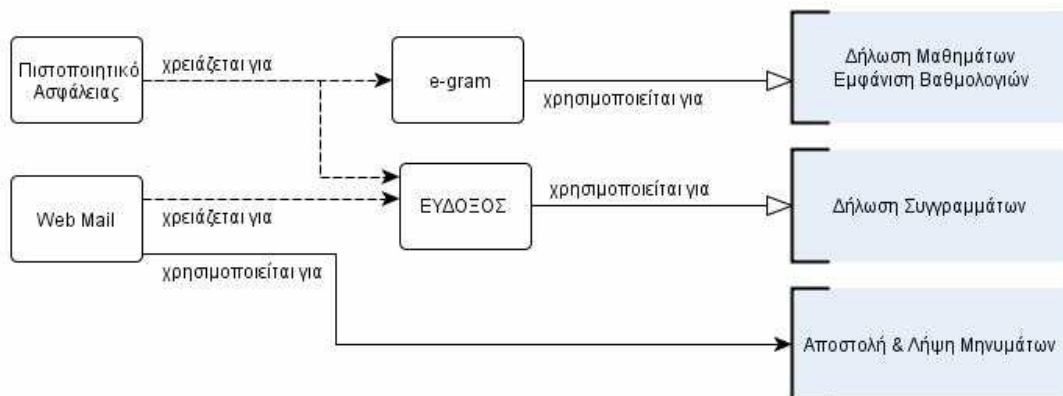 Πιστοποιητικό
Ασφάλειας
χρειάζεται για
e-gram
χρησιμοποιείται για
Δήλωση Μαθημάτων
Εμφάνιση Βαθμολογιών
Web Mail
χρειάζεται για
ΕΥΔΟΞΟΣ
χρησιμοποιείται για
Δήλωση Συγγραμμάτων
χρησιμοποιείται για
Αποστολή & Λήψη Μηνυμάτων